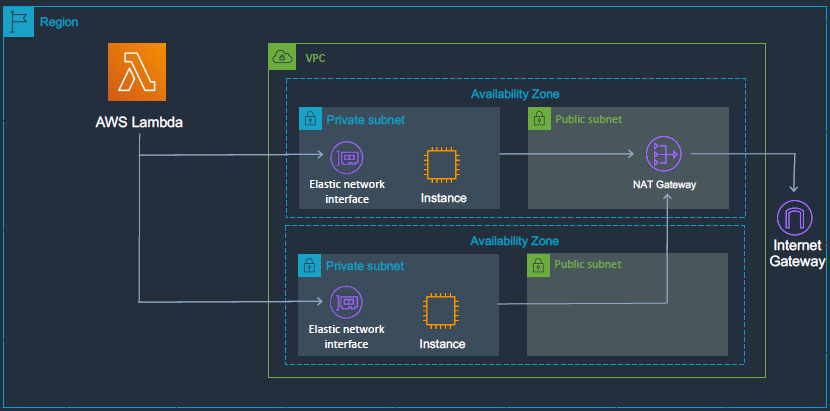 Region
AWS Lambda
VPC
Availability Zone
Private subnet
Elastic network
interface
Instance
Public subnet
NAT Gateway
Internet
Gateway
Availability Zone
Private subnet
Elastic network
interface
Instance
Public subnet